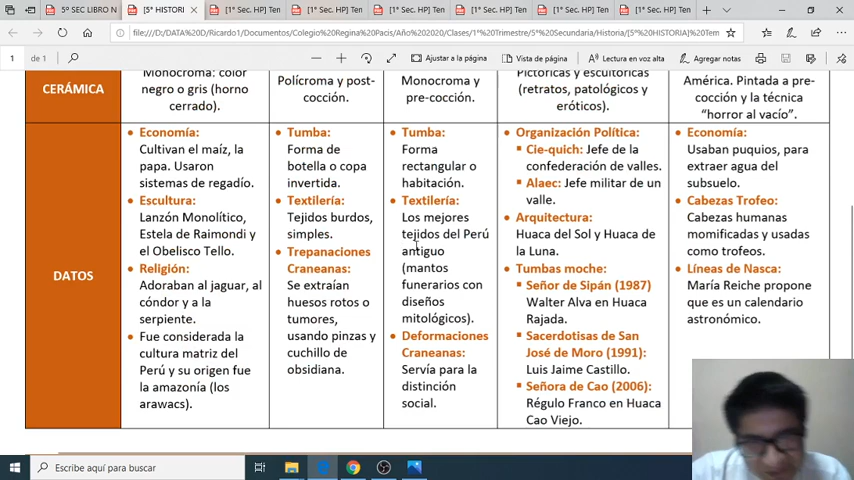 5º SEC LIBRO N
[5º HISTORI
[1° Sec. HP] Ten
[1° Sec. HP] Ten
[1° Sec. HP] Ten
[1° Sec. HP] Ten
[1° Sec. HP] Ten
[1° Sec. HP] Ten
file:///D:/DATA%20D/Ricardo1/Documentos/Colegio%20Regina%20Pacis/Año%202020/Clases/1°%20Trimestre/5°%20Secundaria/Historia/[5º%20HISTORIA]%20Tem
1
de 1
Ajustar a la página
Vista de página
Lectura en voz alta
Agregar notas
CERÁMICA
Monócroma: color
negro o gris (horno
cerrado).
Polícroma y post-
cocción.
Monocroma y
pre-cocción.
Pictóricas y escultóricas
(retratos, patológicos y
eróticos).
América. Pintada a pre-
cocción y la técnica
“horror al vacío”.
DATOS
• Economía:
Cultivan el maíz, la
papa. Usaron
sistemas de regadío.
• Escultura:
Lanzón Monolítico,
Estela de Raimondi y
el Obelisco Tello.
• Religión:
Adoraban al jaguar, al
cóndor y a la
serpiente.
• Fue considerada la
cultura matriz del
Perú y su origen fue
la amazonía (los
arawacs).
• Tumba:
Forma de
botella o copa
invertida.
• Textilería:
Tejidos burdos,
simples.
• Trepanaciones
Craneanas:
Se extraían
huesos rotos o
tumores,
usando pinzas y
cuchillo de
obsidiana.
• Tumba:
Forma
rectangular o
habitación.
• Textilería:
Los mejores
tejidos del Perú
antiguo
(mantos
funerarios con
diseños
mitológicos).
• Deformaciones
Craneanas:
Servía para la
distinción
social.
• Organización Política:
▪ Cie-quich: Jefe de la
confederación de valles.
▪ Alaec: Jefe militar de un
valle.
• Arquitectura:
Huaca del Sol y Huaca de
la Luna.
• Tumbas moche:
▪ Señor de Sipán (1987)
Walter Alva en Huaca
Rajada.
▪ Sacerdotisas de San
José de Moro (1991):
Luis Jaime Castillo.
▪ Señora de Cao (2006):
Régulo Franco en Huaca
Cao Viejo.
• Economía:
Usaban puquios, para
extraer agua del
subsuelo.
• Cabezas Trofeo:
Cabezas humanas
momificadas y usadas
como trofeos.
• Líneas de Nasca:
María Reiche propone
que es un calendario
astronómico.
Escribe aquí para buscar